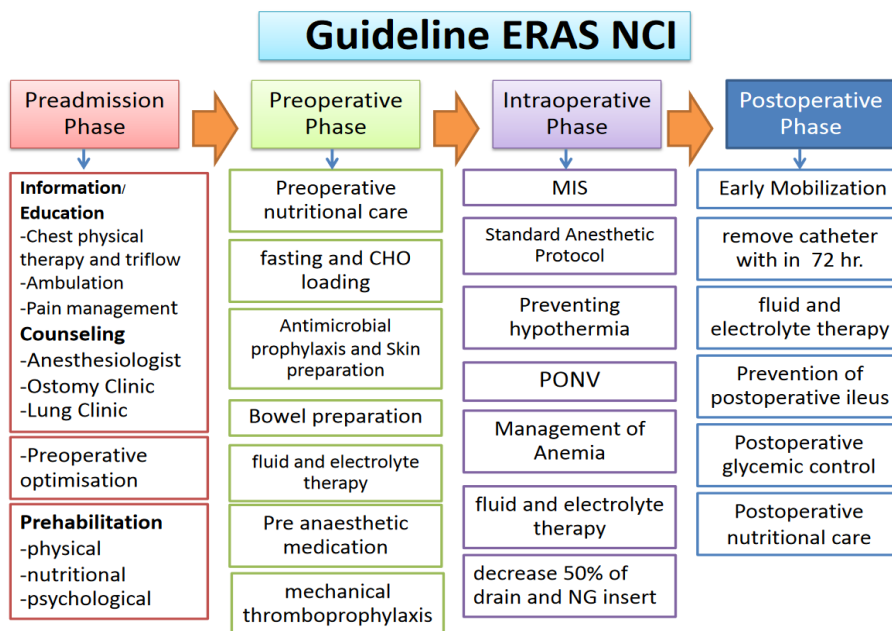 Guideline ERAS NCI
Preadmission
Phase
Information/
Education
-Chest physical
therapy and triflow
-Ambulation
-Pain management
Counseling
-Anesthesiologist
-Ostomy Clinic
-Lung Clinic
-Preoperative
optimisation
Prehabilitation
-physical
-nutritional
-psychological
Preoperative
Phase
Preoperative
nutritional care
fasting and CHO
loading
Antimicrobial
prophylaxis and Skin
preparation
Bowel preparation
fluid and electrolyte
therapy
Pre anaesthetic
medication
mechanical
thromboprophylaxis
Intraoperative
Phase
MIS
Standard Anesthetic
Protocol
Preventing
hypothermia
PONV
Management of
Anemia
fluid and electrolyte
therapy
decrease 50% of
drain and NG insert
Postoperative
Phase
Early Mobilization
remove catheter
with in 72 hr.
fluid and
electrolyte therapy
Prevention of
postoperative ileus
Postoperative
glycemic control
Postoperative
nutritional care